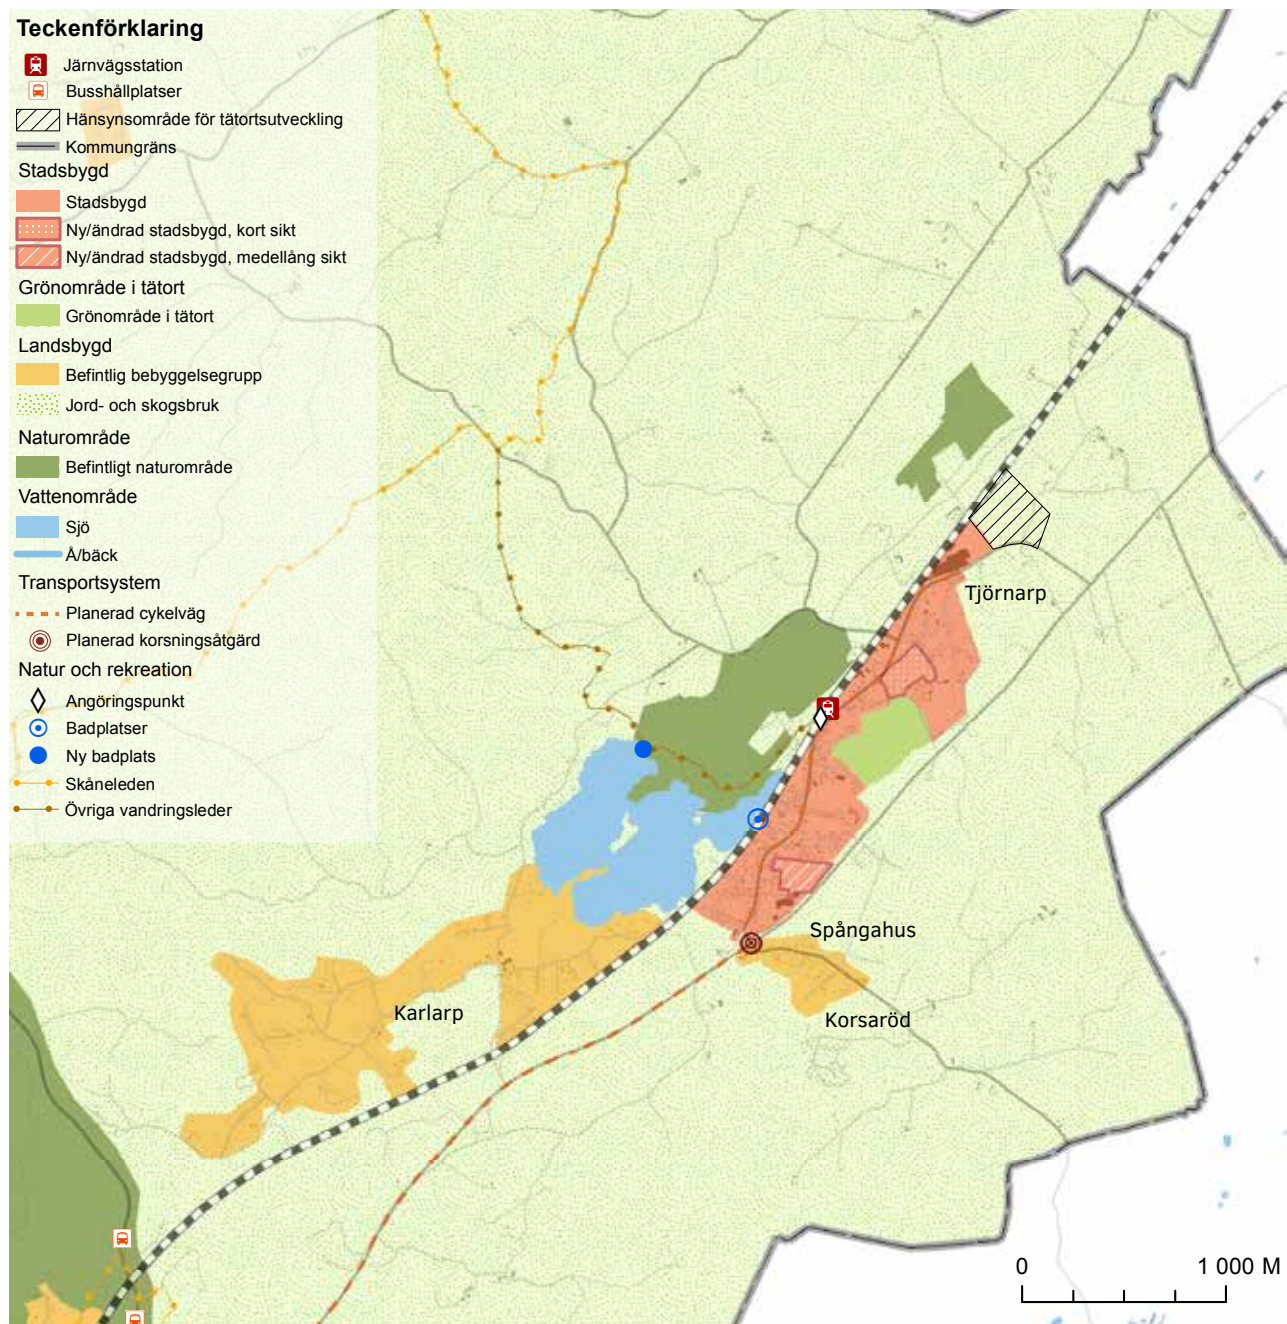 Teckenförklaring
Järnvägsstation
Busshållplatser
Hänsynsområde för tätortsutveckling
Kommungräns
Stadsbygd
Stadsbygd
Ny/ändrad stadsbygd, kort sikt
Ny/ändrad stadsbygd, medellång sikt
Grönområde i tätort
Grönområde i tätort
Landsbygd
Befintlig bebyggelsegrupp
Jord- och skogsbruk
Naturområde
Befintligt naturområde
Vattenområde
Sjö
Å/bäck
Transportsystem
Planerad cykelväg
Planerad korsningsåtgärd
Natur och rekreation
Angöringspunkt
Badplatser
Ny badplats
Skåneleden
Övriga vandringsleder
Tjörnarp
Spångahus
Karlarp
Korsaröd
0 1 000 M